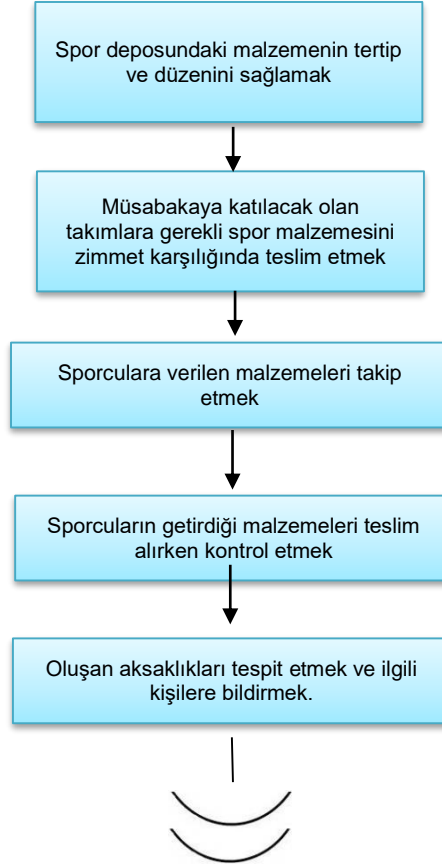 Spor deposundaki malzemenin tertip
ve düzenini sağlamak
Müsabakaya katılacak olan
takımlara gerekli spor malzemesini
zimmet karşılığında teslim etmek
Sporculara verilen malzemeleri takip
etmek
Sporcuların getirdiği malzemeleri teslim
alırken kontrol etmek
Oluşan aksaklıkları tespit etmek ve ilgili
kişilere bildirmek.